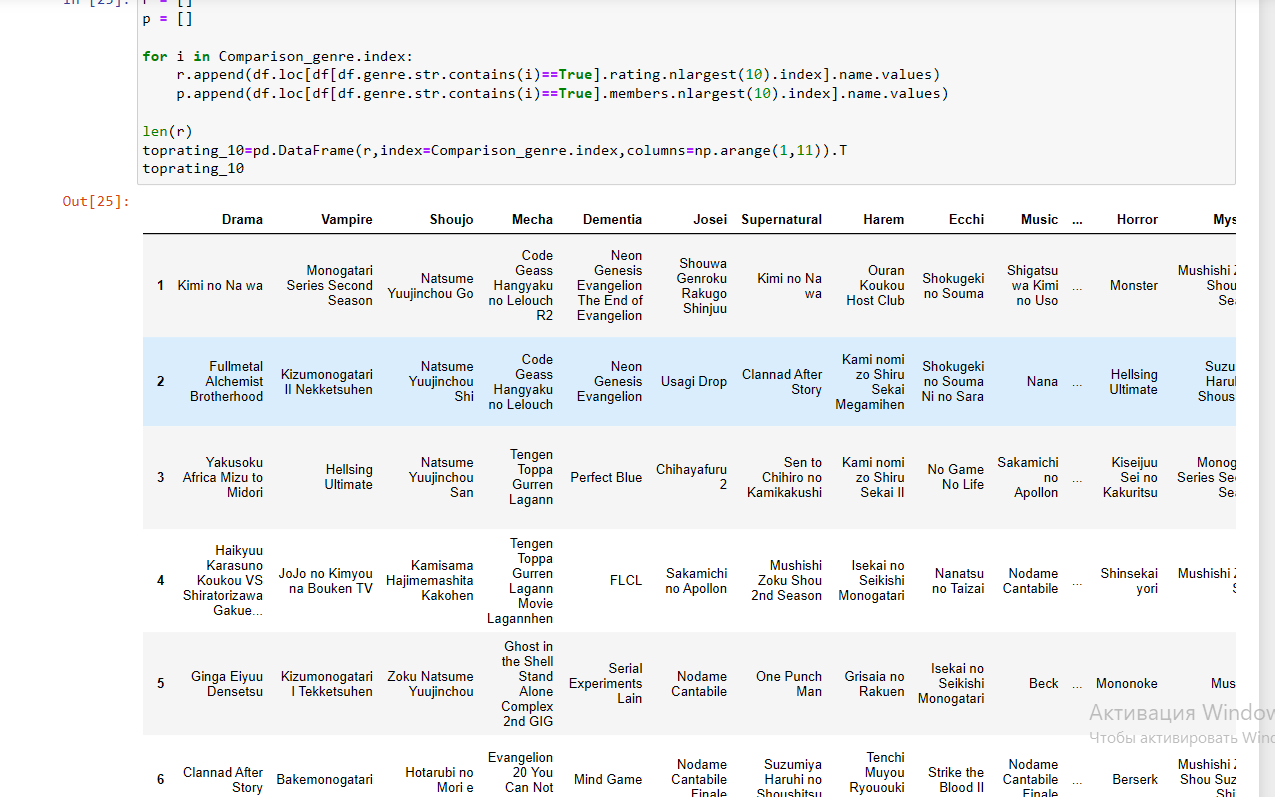 In [25]: r = []
p = []
for i in Comparison_genre.index:
r.append(df.loc[df[df.genre.str.contains(i)==True].rating.nlargest(10).index].name.values)
p.append(df.loc[df[df.genre.str.contains(i)==True].members.nlargest(10).index].name.values)
len(r)
toprating_10=pd.DataFrame(r,index=Comparison_genre.index,columns=np.arange(1,11)).T
toprating_10
Out[25]:
Drama Vampire Shoujo Mecha Dementia Josei Supernatural Harem Ecchi Music ... Horror Mys
1
Kimi no Na wa
Monogatari
Series Second
Season
Natsume
Yuujinchou Go
Code
Geass
Hangyaku
no Lelouch
R2
Neon
Genesis
Evangelion
The End of
Evangelion
Shouwa
Genroku
Rakugo
Shinjuu
Kimi no Na
wa
Ouran
Koukou
Host Club
Shokugeki
no Souma
Shigatsu
wa Kimi
no Uso
...
Monster
Mushishi
Shou
Se
2
Fullmetal
Alchemist
Brotherhood
Kizumonogatari
II Nekketsuhen
Natsume
Yuujinchou
Shi
Code
Geass
Hangyaku
no Lelouch
Neon
Genesis
Evangelion
Usagi Drop
Clannad After
Story
Kami nomi
zo Shiru
Sekai
Megamihen
Shokugeki
no Souma
Ni no Sara
Nana
...
Hellsing
Ultimate
Suzu
Haru
Shous
3
Yakusoku
Africa Mizu to
Midori
Hellsing
Ultimate
Natsume
Yuujinchou
San
Tengen
Toppa
Gurren
Lagann
Perfect Blue
Chihayafuru
2
Sen to
Chihiro no
Kamikakushi
Kami nomi
zo Shiru
Sekai II
No Game
No Life
Sakamichi
no
Apollon
...
Kiseijuu
Sei no
Kakuritsu
Monog
Series Se
Se
4
Haikyuu
Karasuno
Koukou VS
Shiratorizawa
Gakue...
JoJo no Kimyou
na Bouken TV
Kamisama
Hajimemashita
Kakohen
Tengen
Toppa
Gurren
Lagann
Movie
Lagannhen
FLCL
Sakamichi
no Apollon
Mushishi
Zoku Shou
2nd Season
Isekai no
Seikishi
Monogatari
Nanatsu
no Taizai
Nodame
Cantabile
...
Shinsekai
yori
Mushishi
S
5
Ginga Eiyuu
Densetsu
Kizumonogatari
I Tekketsuhen
Zoku Natsume
Yuujinchou
Ghost in
the Shell
Stand
Alone
Complex
2nd GIG
Serial
Experiments
Lain
Nodame
Cantabile
One Punch
Man
Grisaia no
Rakuen
Isekai no
Seikishi
Monogatari
Beck
...
Mononoke
Mus
6
Clannad After
Story
Bakemonogatari
Hotarubi no
Mori e
Evangelion
20 You
Can Not
Mind Game
Nodame
Cantabile
Finale
Suzumiya
Haruhi no
Shoushitsu
Tenchi
Muyou
Ryououki
Strike the
Blood II
Nodame
Cantabile
Finale
...
Berserk
Mushishi
Shou Suz
Shi
Активация Window
Чтобы активировать Wind